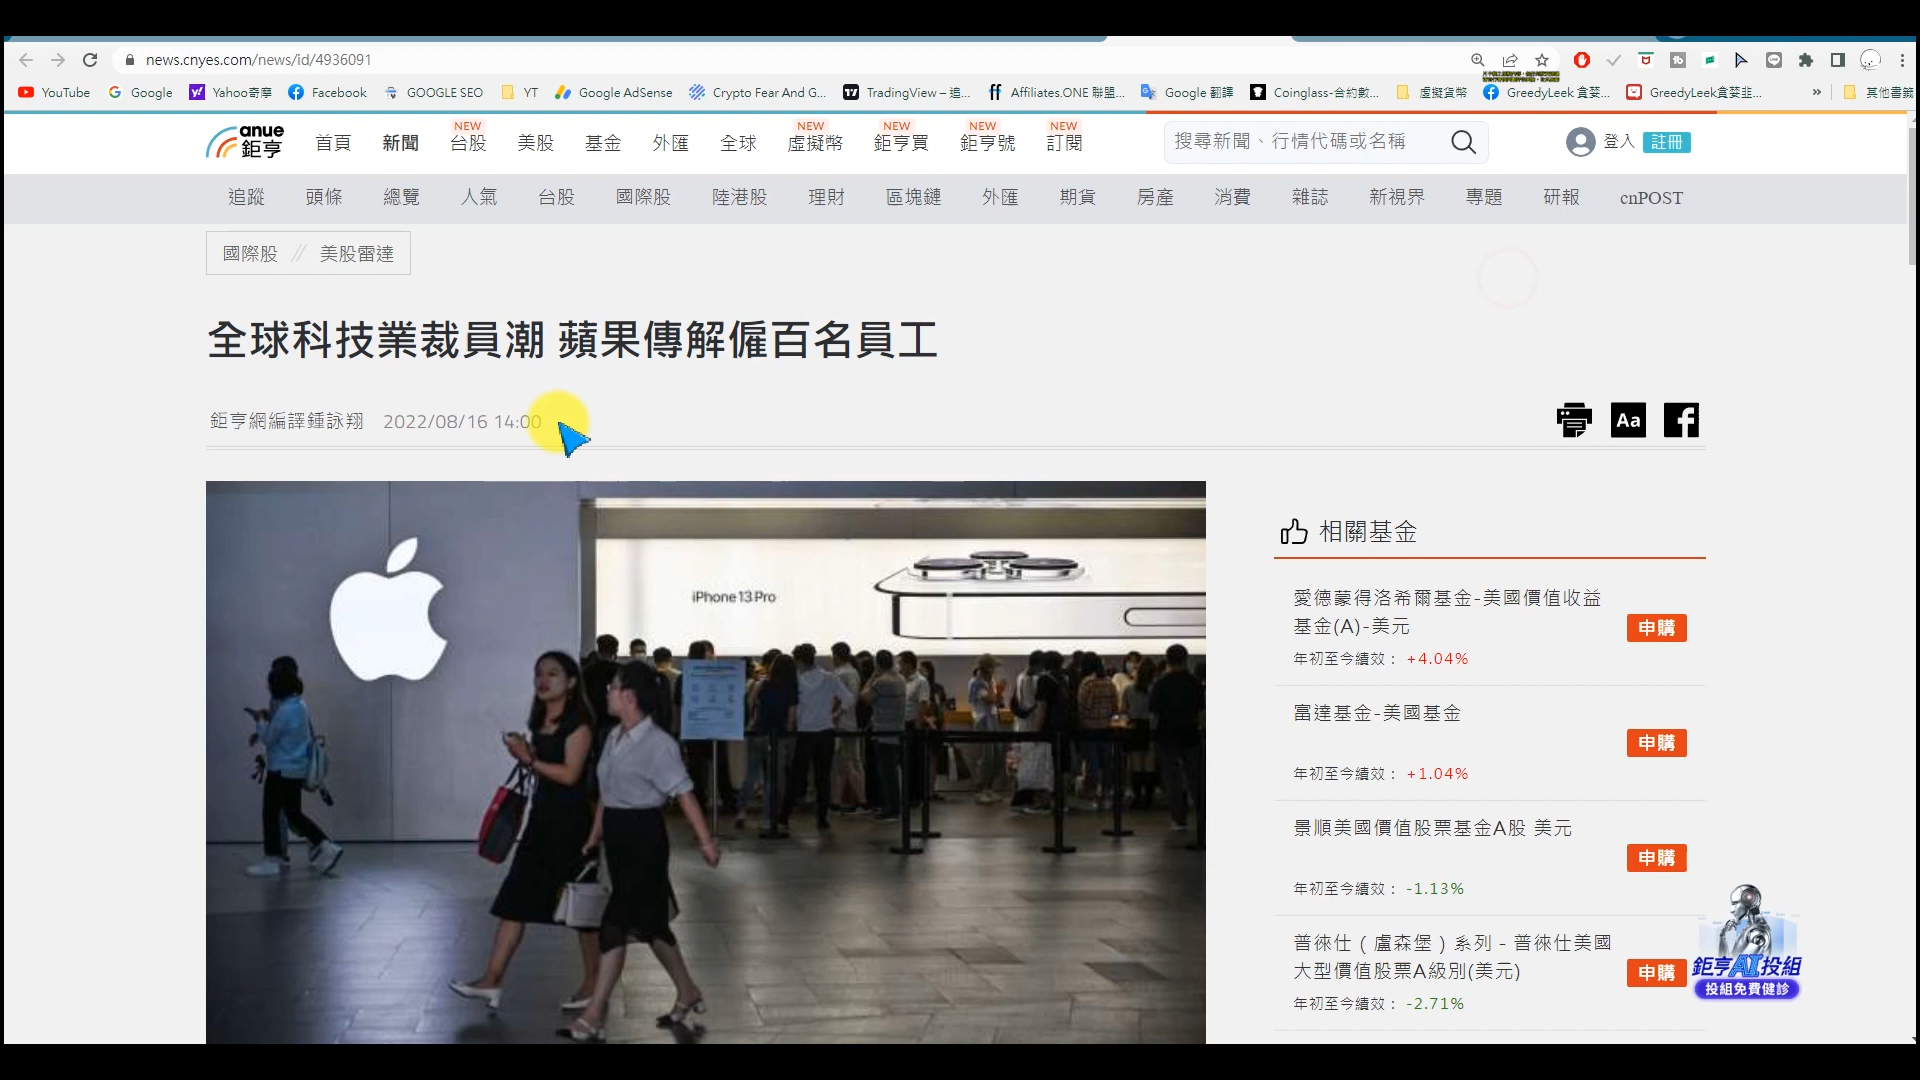 news.cnyes.com/news/id/4936091
YouTube Google Yahoo奇摩 Facebook GOOGLE SEO YT Google AdSense Crypto Fear And G... TradingView – 追... Affiliates.ONE 聯盟... Google 翻譯 Coinglass-合約數... 虛擬貨幣 GreedyLeek 貪婪... GreedyLeek貪婪韭... » 其他書籤
anue
鉅亨
首頁 新聞 NEW 台股 美股 基金 外匯 全球 NEW 虛擬幣 NEW 鉅亨買 NEW 鉅亨號 NEW 訂閱
搜尋新聞、行情代碼或名稱
登入 註冊
追蹤 頭條 總覽 人氣 台股 國際股 陸港股 理財 區塊鏈 外匯 期貨 房產 消費 雜誌 新視界 專題 研報 cnPOST
國際股 // 美股雷達
全球科技業裁員潮 蘋果傳解僱百名員工
鉅亨網編譯鍾詠翔 2022/08/16 14:00
Aa
iPhone 13 Pro
相關基金
愛德蒙得洛希爾基金-美國價值收益
基金(A)-美元
申購
年初至今績效： +4.04%
富達基金-美國基金
申購
年初至今績效： +1.04%
景順美國價值股票基金A股 美元
申購
年初至今績效： -1.13%
普徠仕（盧森堡）系列 - 普徠仕美國
大型價值股票A級別(美元)
申購
年初至今績效： -2.71%
鉅亨AI投組
投組免費健診